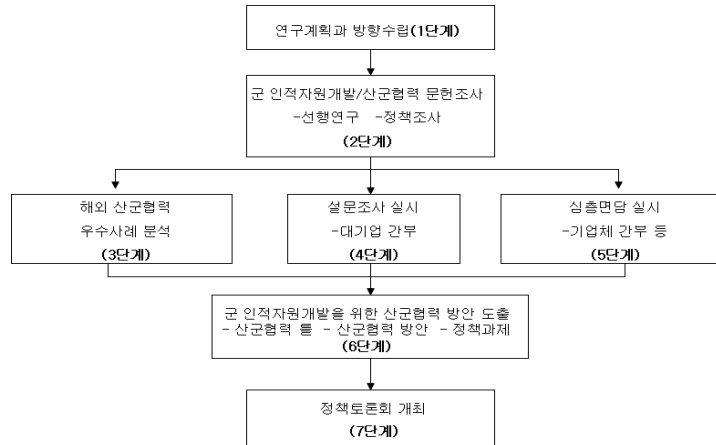 연구계획과 방향수립(1단계)
군 인적자원개발/산군협력 문헌조사
-선행연구 -정책조사
(2단계)
해외 산군협력
우수사례 분석
(3단계)
설문조사 실시
-대기업 간부
(4단계)
심층면담 실시
-기업체 간부 등
(5단계)
군 인적자원개발을 위한 산군협력 방안 도출
- 산군협력 틀 - 산군협력 방안 - 정책과제
(6단계)
정책토론회 개최
(7단계)